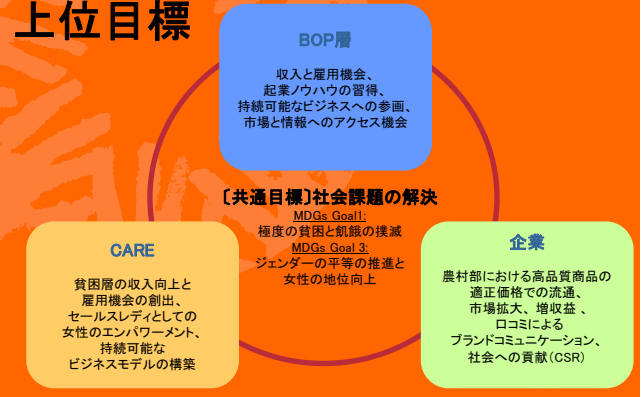 上位目標
BOP層
収入と雇用機会、
起業ノウハウの習得、
持続可能なビジネスへの参画、
市場と情報へのアクセス機会
〔共通目標〕社会課題の解決
MDGs Goal1:
極度の貧困と飢餓の撲滅
MDGs Goal 3:
ジェンダーの平等の推進と
女性の地位向上
CARE
貧困層の収入向上と
雇用機会の創出、
セールスレディとしての
女性のエンパワーメント、
持続可能な
ビジネスモデルの構築
企業
農村部における高品質商品の
適正価格での流通、
市場拡大、増収益 、
口コミによる
ブランドコミュニケーション、
社会への貢献(CSR)